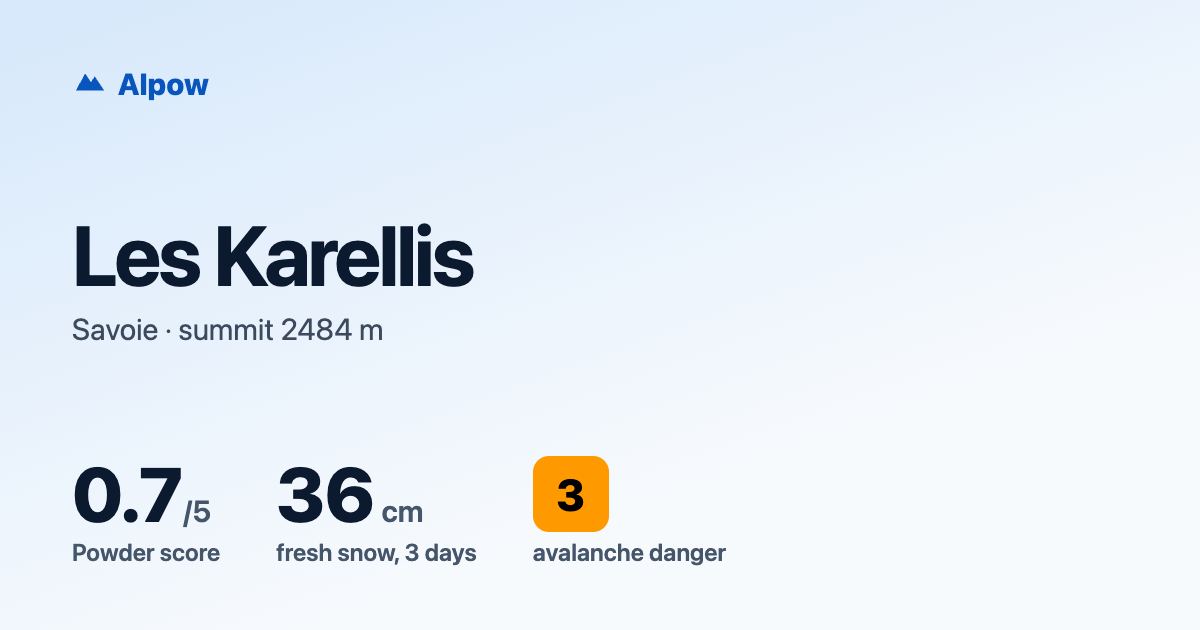 Alpow
Les Karellis
Savoie · summit 2484 m
0.7/5 36 cm 3
Powder score fresh snow, 3 days avalanche danger